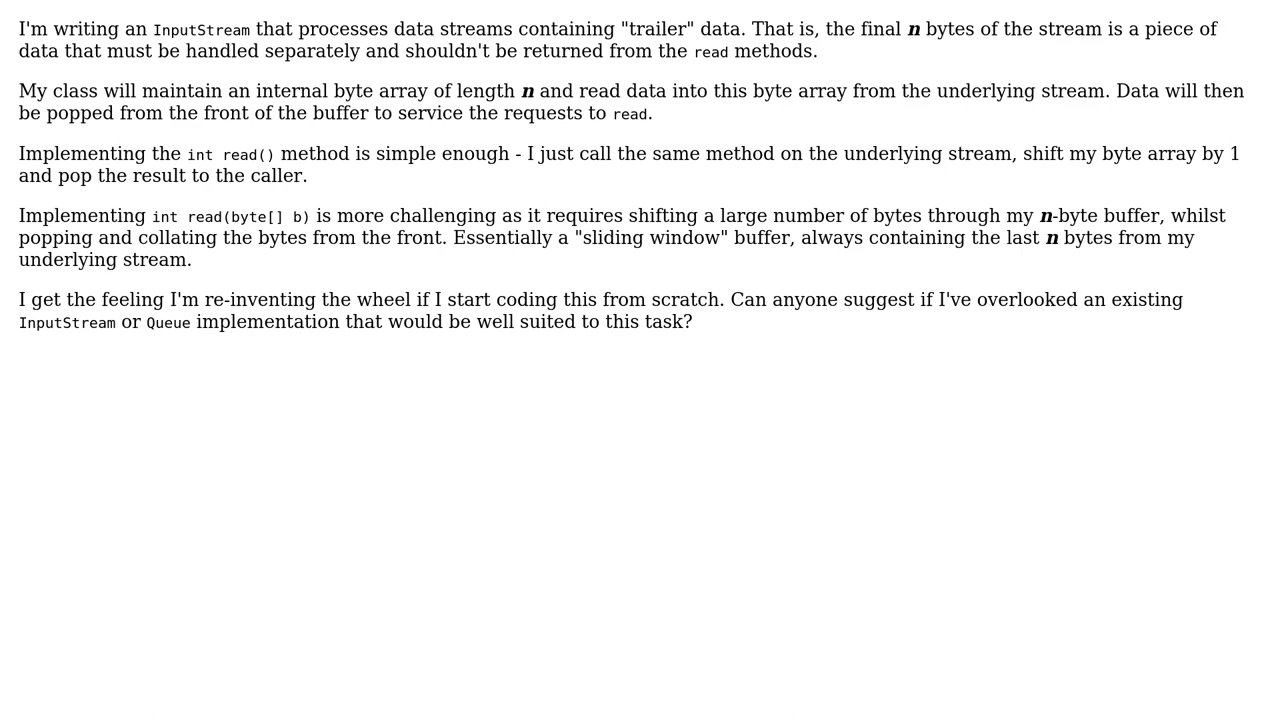 I'm writing an InputStream that processes data streams containing "trailer" data. That is, the final n bytes of the stream is a piece of
data that must be handled separately and shouldn't be returned from the read methods.
My class will maintain an internal byte array of length n and read data into this byte array from the underlying stream. Data will then
be popped from the front of the buffer to service the requests to read.
Implementing the int read() method is simple enough - I just call the same method on the underlying stream, shift my byte array by 1
and pop the result to the caller.
Implementing int read(byte[] b) is more challenging as it requires shifting a large number of bytes through my n-byte buffer, whilst
popping and collating the bytes from the front. Essentially a "sliding window" buffer, always containing the last n bytes from my
underlying stream.
I get the feeling I'm re-inventing the wheel if I start coding this from scratch. Can anyone suggest if I've overlooked an existing
InputStream or Queue implementation that would be well suited to this task?